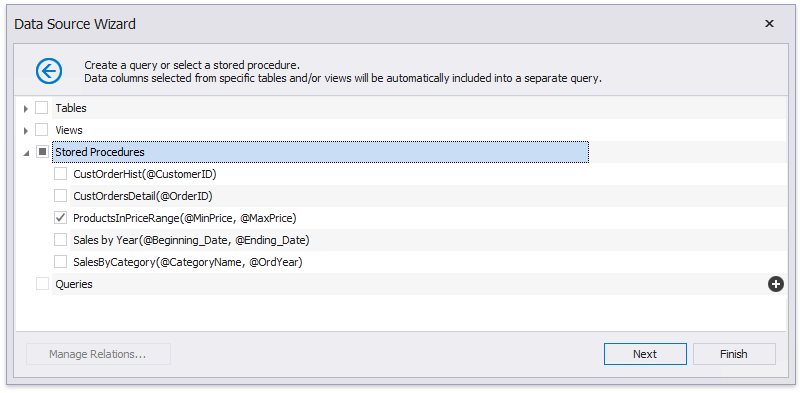 Data Source Wizard
Create a query or select a stored procedure.
Data columns selected from specific tables and/or views will be automatically included into a separate query.
Tables
Views
Stored Procedures
CustOrderHist(@CustomerID)
CustOrdersDetail(@OrderID)
ProductsInPriceRange(@MinPrice, @MaxPrice)
Sales by Year(@Beginning_Date, @Ending_Date)
SalesByCategory(@CategoryName, @OrdYear)
Queries
Manage Relations...
Next
Finish